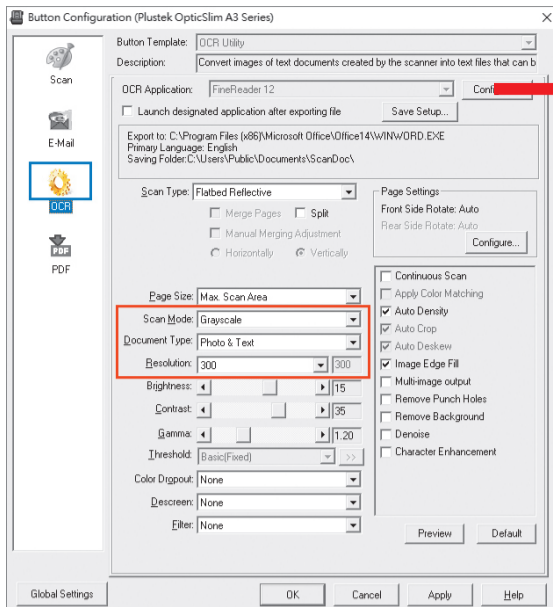 Button Configuration (Plustek OpticSlim A3 Series)
Scan
E-Mail
OCR
PDF
Button Template: OCR Utility
Description: Convert images of text documents created by the scanner into text files that can b
OCR Application: FineReader 12
Launch designated application after exporting file Save Setup...
Export to: C:\Program Files (x86)\Microsoft Office\Office14\WINWORD.EXE
Primary Language: English
Saving Folder:C:\Users\Public\Documents\ScanDoc\
Scan Type: Flatbed Reflective
Merge Pages Split
Manual Merging Adjustment
Horizontally Vertically
Page Settings
Front Side Rotate: Auto
Rear Side Rotate: Auto
Configure...
Page Size: Max. Scan Area
Scan Mode: Grayscale
Document Type: Photo & Text
Resolution: 300 300
Brightness: 15
Contrast: 35
Gamma: 1.20
Threshold: Basic(Fixed) >>
Color Dropout: None
Descreen: None
Filter: None
Continuous Scan
Apply Color Matching
Auto Density
Auto Crop
Auto Deskew
Image Edge Fill
Multi-image output
Remove Punch Holes
Remove Background
Denoise
Character Enhancement
Preview Default
Global Settings OK Cancel Apply Help